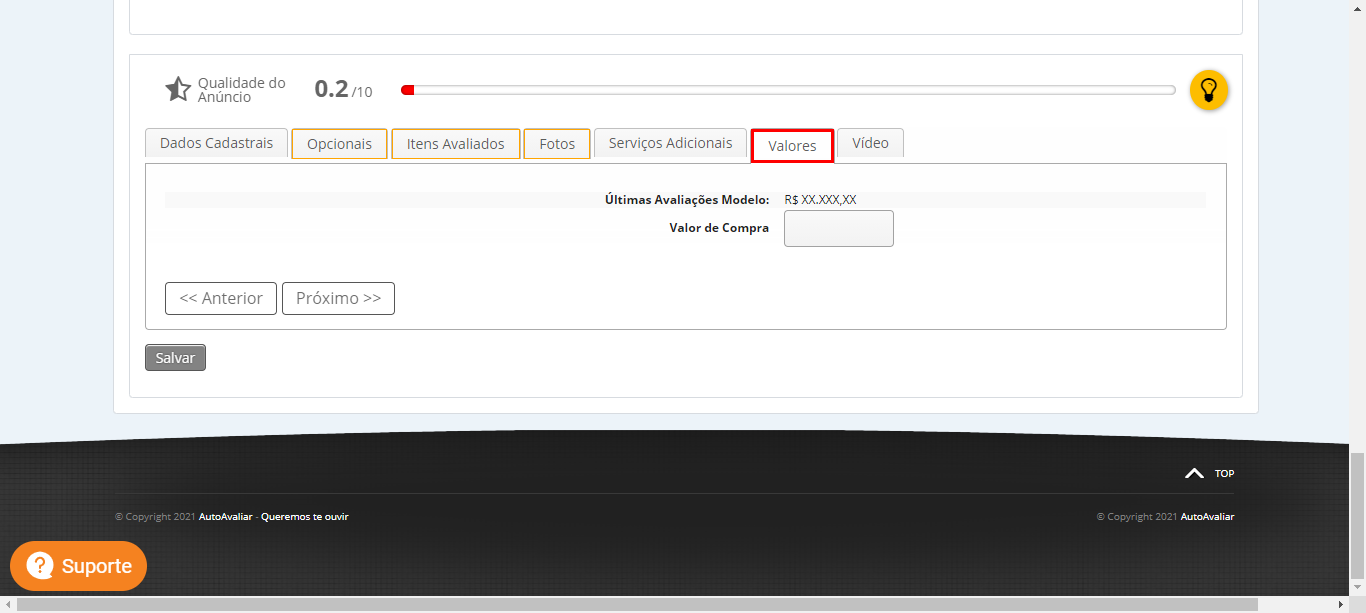 Qualidade do
Anúncio
0.2 /10
Dados Cadastrais Opcionais Itens Avaliados Fotos Serviços Adicionais Valores Vídeo
Últimas Avaliações Modelo: R$ XX.XXX,XX
Valor de Compra
<< Anterior Próximo >>
Salvar
TOP
© Copyright 2021 AutoAvaliar - Queremos te ouvir © Copyright 2021 AutoAvaliar
? Suporte